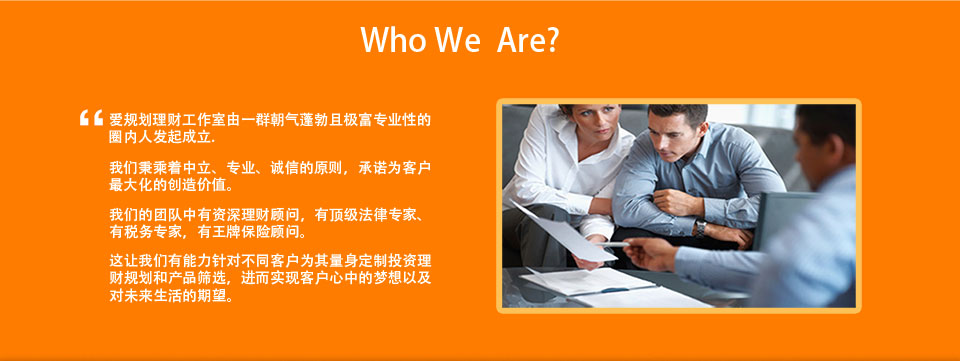 Who We Are?
“
爱规划理财工作室由一群朝气蓬勃且极富专业性的
圈内人发起成立.
我们秉乘着中立、专业、诚信的原则，承诺为客户
最大化的创造价值。
我们的团队中有资深理财顾问，有顶级法律专家、
有税务专家，有王牌保险顾问。
这让我们有能力针对不同客户为其量身定制投资理
财规划和产品筛选，进而实现客户心中的梦想以及
对未来生活的期望。